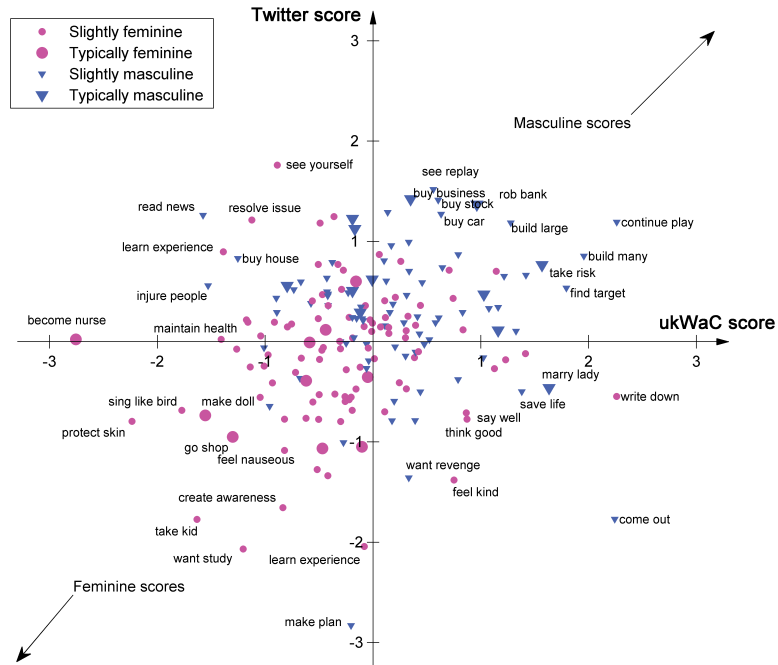 Twitter score
Slightly feminine
Typically feminine
Slightly masculine
Typically masculine
3
Masculine scores
2
see yourself
see replay
buy business
rob bank
buy stock
read news
resolve issue
buy car
build large
continue play
1
learn experience
buy house
build many
take risk
injure people
find target
become nurse
maintain health
ukWaC score
-3
-2
-1
1
2
3
marry lady
sing like bird
make doll
save life
write down
protect skin
say well
think good
go shop
-1
feel nauseous
want revenge
feel kind
create awareness
take kid
come out
-2
want study
learn experience
Feminine scores
make plan
-3